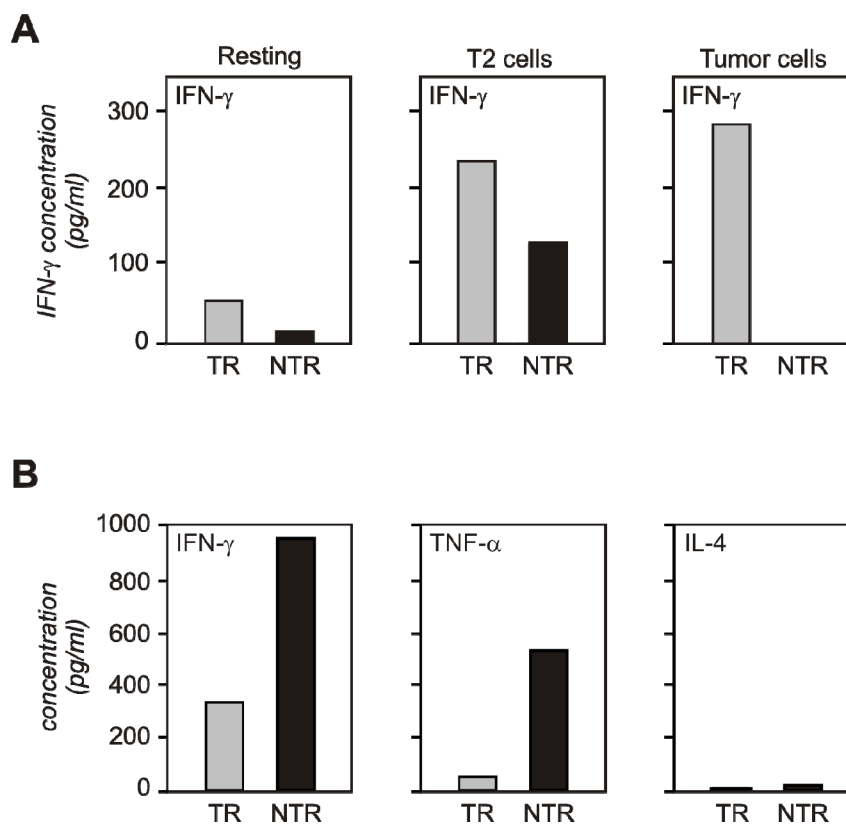 A
Resting
T2 cells
Tumor cells
IFN-γ
IFN-γ
IFN-γ
IFN-γ concentration
(pg/ml)
300
200
100
0
TR NTR
TR NTR
TR NTR
B
IFN-γ
TNF-α
IL-4
concentration
(pg/ml)
1000
800
600
400
200
0
TR NTR
TR NTR
TR NTR